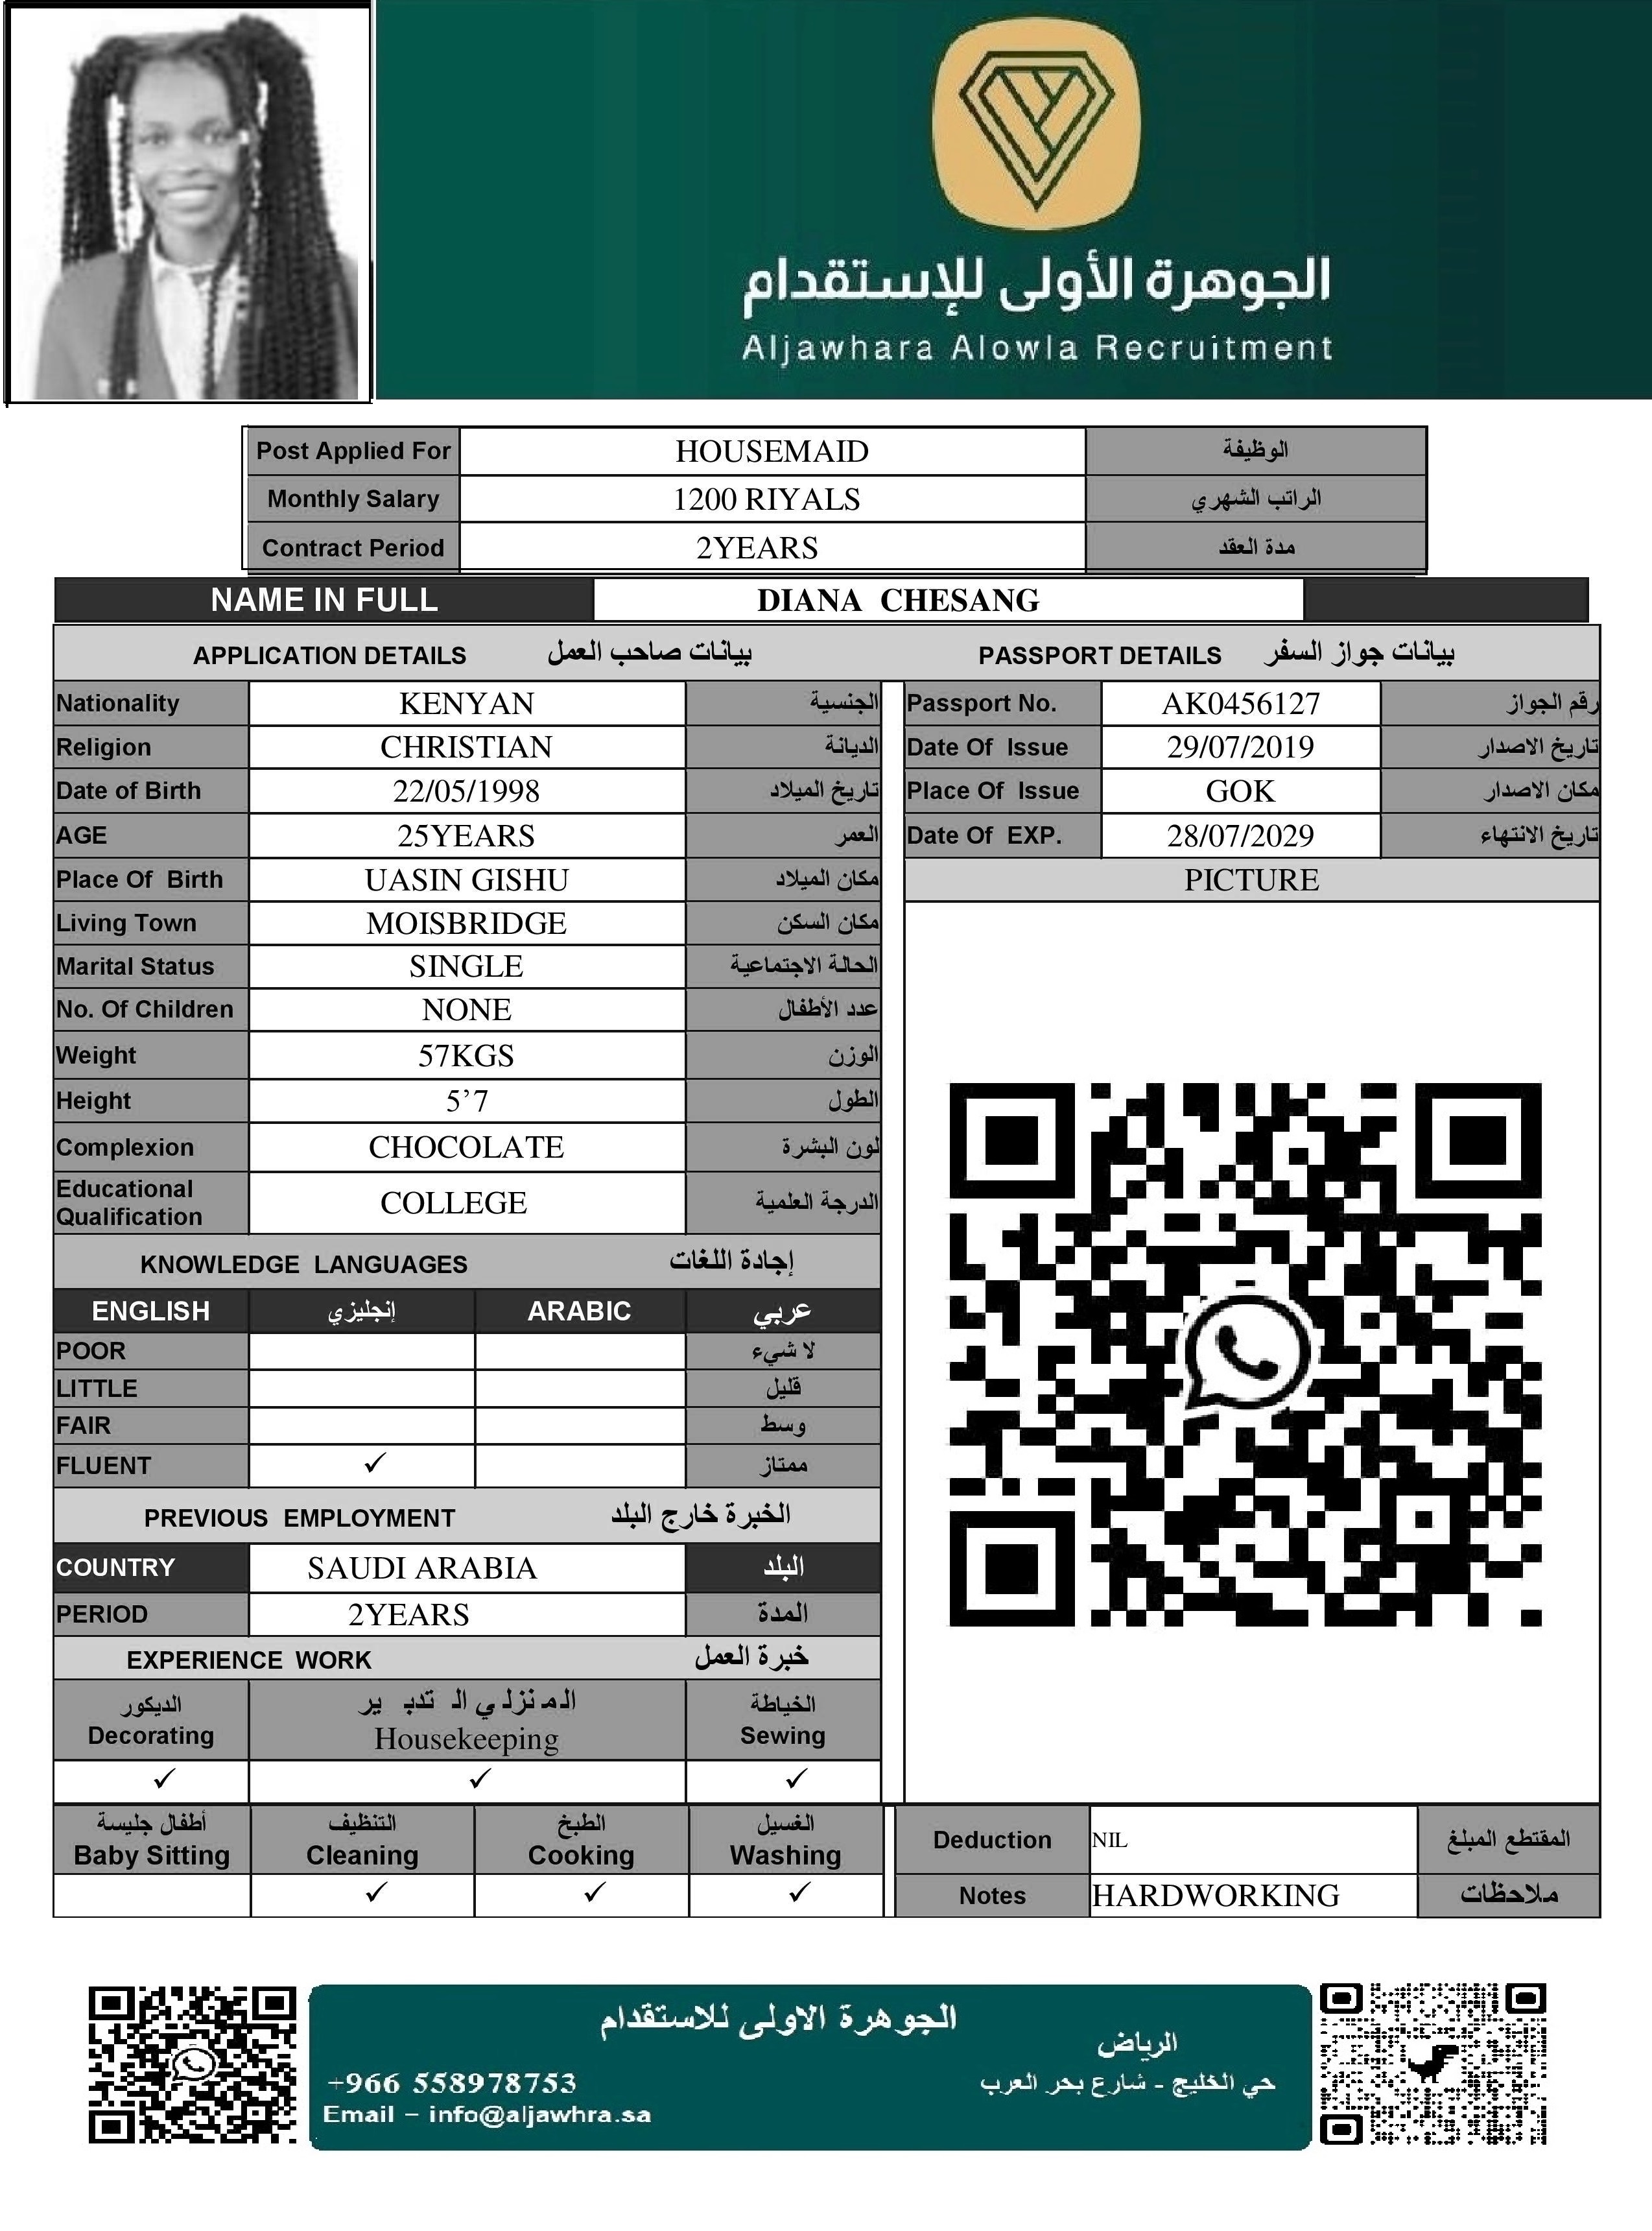 الجوهرة الأولى للإستقدام
Aljawhara Alowla Recruitment
Post Applied For HOUSEMAID الوظيفة
Monthly Salary 1200 RIYALS الراتب الشهري
Contract Period 2YEARS مدة العقد
NAME IN FULL DIANA CHESANG
APPLICATION DETAILS بيانات صاحب العمل PASSPORT DETAILS بيانات جواز السفر
Nationality KENYAN الجنسية Passport No. AK0456127 رقم الجواز
Religion CHRISTIAN الديانة Date Of Issue 29/07/2019 تاريخ الاصدار
Date of Birth 22/05/1998 تاريخ الميلاد Place Of Issue GOK مكان الاصدار
AGE 25YEARS العمر Date Of EXP. 28/07/2029 تاريخ الانتهاء
Place Of Birth UASIN GISHU مكان الميلاد PICTURE
Living Town MOISBRIDGE مكان السكن
Marital Status SINGLE الحالة الاجتماعية
No. Of Children NONE عدد الأطفال
Weight 57KGS الوزن
Height 5’7 الطول
Complexion CHOCOLATE لون البشرة
Educational
Qualification COLLEGE الدرجة العلمية
KNOWLEDGE LANGUAGES إجادة اللغات
ENGLISH إنجليزي ARABIC عربي
POOR لا شيء
LITTLE قليل
FAIR وسط
FLUENT ✓ ممتاز
PREVIOUS EMPLOYMENT الخبرة خارج البلد
COUNTRY SAUDI ARABIA البلد
PERIOD 2YEARS المدة
EXPERIENCE WORK خبرة العمل
الديكور المنزلي ال تدب ير الخياطة
Decorating Housekeeping Sewing
✓ ✓ ✓
أطفال جليسة التنظيف الطبخ الغسيل
Baby Sitting Cleaning Cooking Washing
✓ ✓ ✓
Deduction NIL المقتطع المبلغ
Notes HARDWORKING ملاحظات
الجوهرة الاولى للاستقدام
الرياض
حي الخليج - شارع بحر العرب
+966 558978753
Email – info@aljawhra.sa